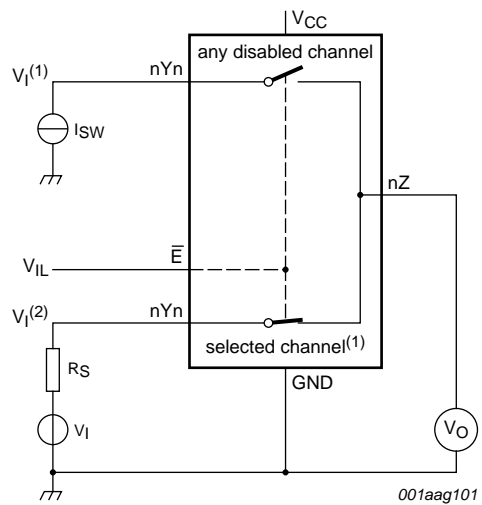 VCC
any disabled channel
VI(1)
nYn
ISW
nZ
VIL
E̅
VI(2)
nYn
selected channel(1)
RS
GND
VI
VO
001aag101